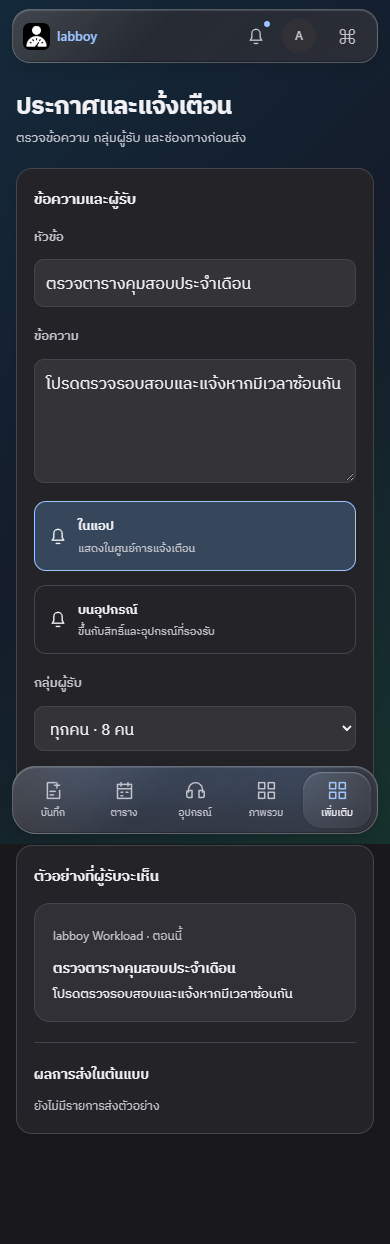 labboy
A
ประกาศและแจ้งเตือน
ตรวจข้อความ กลุ่มผู้รับ และช่องทางก่อนส่ง
ข้อความและผู้รับ
หัวข้อ
ตรวจตารางคุมสอบประจำเดือน
ข้อความ
โปรดตรวจรอบสอบและแจ้งหากมีเวลาซ้อนกัน
ในแอป
แสดงในศูนย์การแจ้งเตือน
บนอุปกรณ์
ขึ้นกับสิทธิ์และอุปกรณ์ที่รองรับ
กลุ่มผู้รับ
ทุกคน · 8 คน
บันทึก
ตาราง
อุปกรณ์
ภาพรวม
เพิ่มเติม
ตัวอย่างที่ผู้รับจะเห็น
labboy Workload · ตอนนี้
ตรวจตารางคุมสอบประจำเดือน
โปรดตรวจรอบสอบและแจ้งหากมีเวลาซ้อนกัน
ผลการส่งในต้นแบบ
ยังไม่มีรายการส่งตัวอย่าง